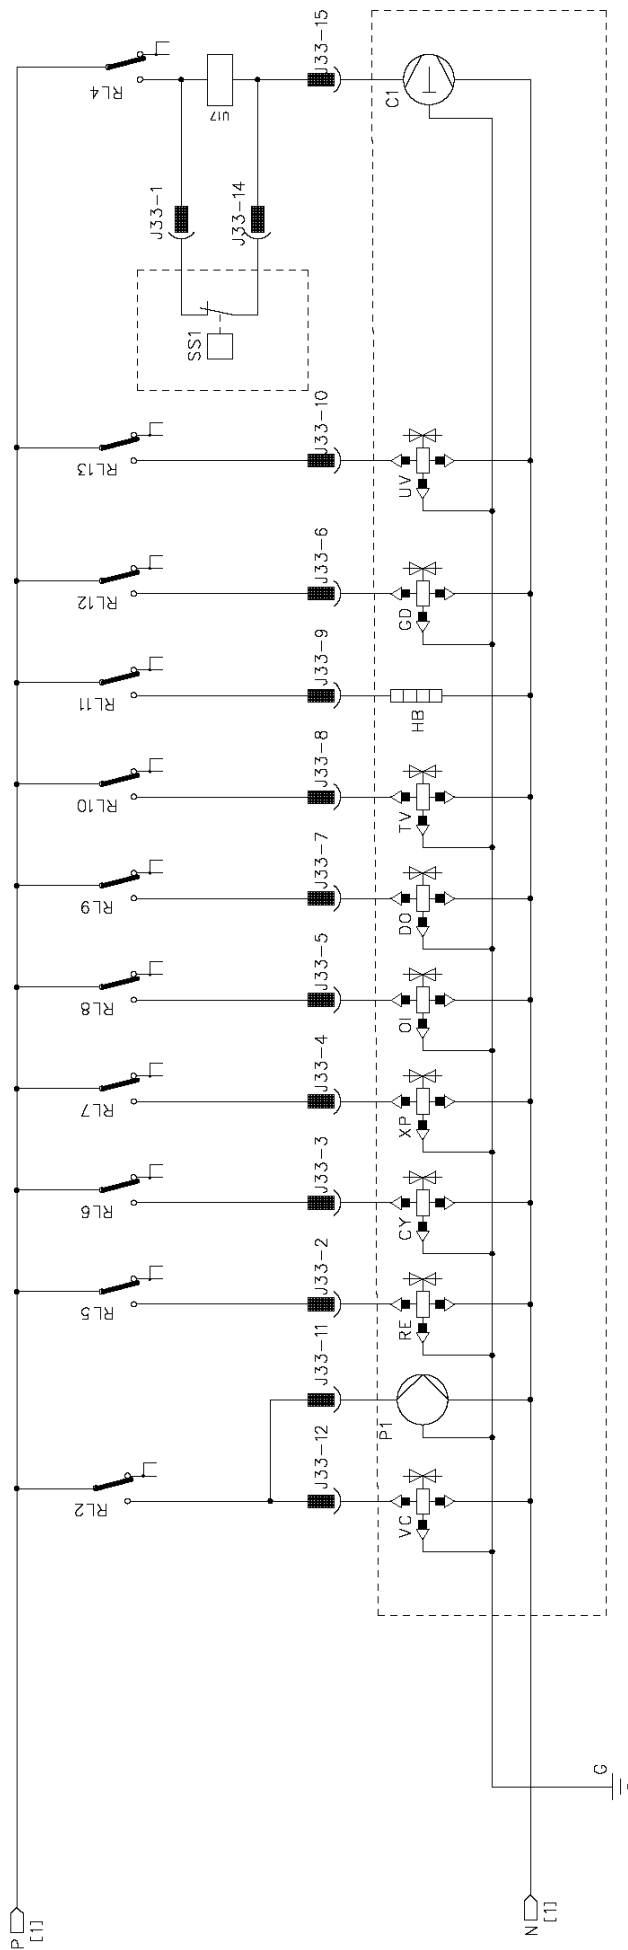 J33-15
RL4
U17
C1
J33-1
J33-14
SS1
J33-10
RL13
UV
J33-6
RL12
GD
J33-9
RL11
HB
J33-8
RL10
TV
J33-7
RL9
DO
J33-5
RL8
OI
J33-4
RL7
XP
J33-3
RL6
CY
J33-2
RL5
RE
J33-11
P1
J33-12
RL2
VC
G
P
[1]
N
[1]